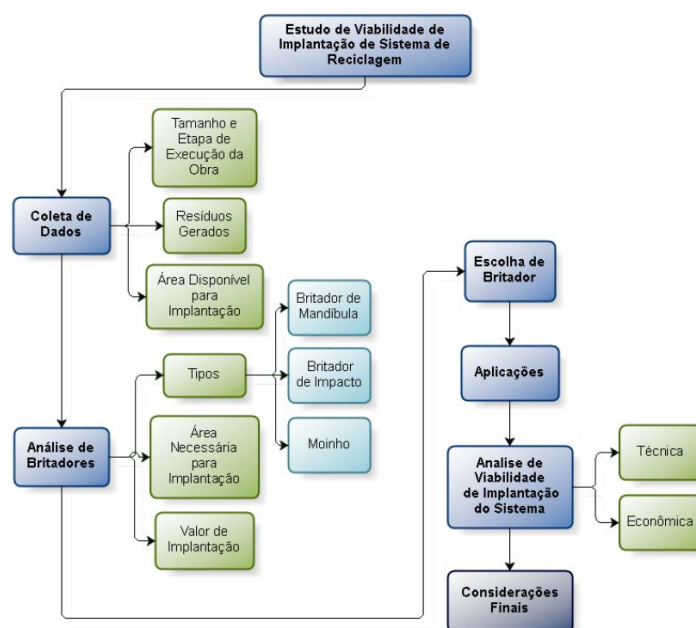 Estudo de Viabilidade de
Implantação de Sistema de
Reciclagem
Coleta de
Dados
Tamanho e
Etapa de
Execução da
Obra
Resíduos
Gerados
Área Disponível
para
Implantação
Análise de
Britadores
Tipos
Britador de
Mandíbula
Britador
de Impacto
Moinho
Área
Necessária
para
Implantação
Valor de
Implantação
Escolha de
Britador
Aplicações
Analise de
Viabilidade
de Implantação
do Sistema
Técnica
Econômica
Considerações
Finais